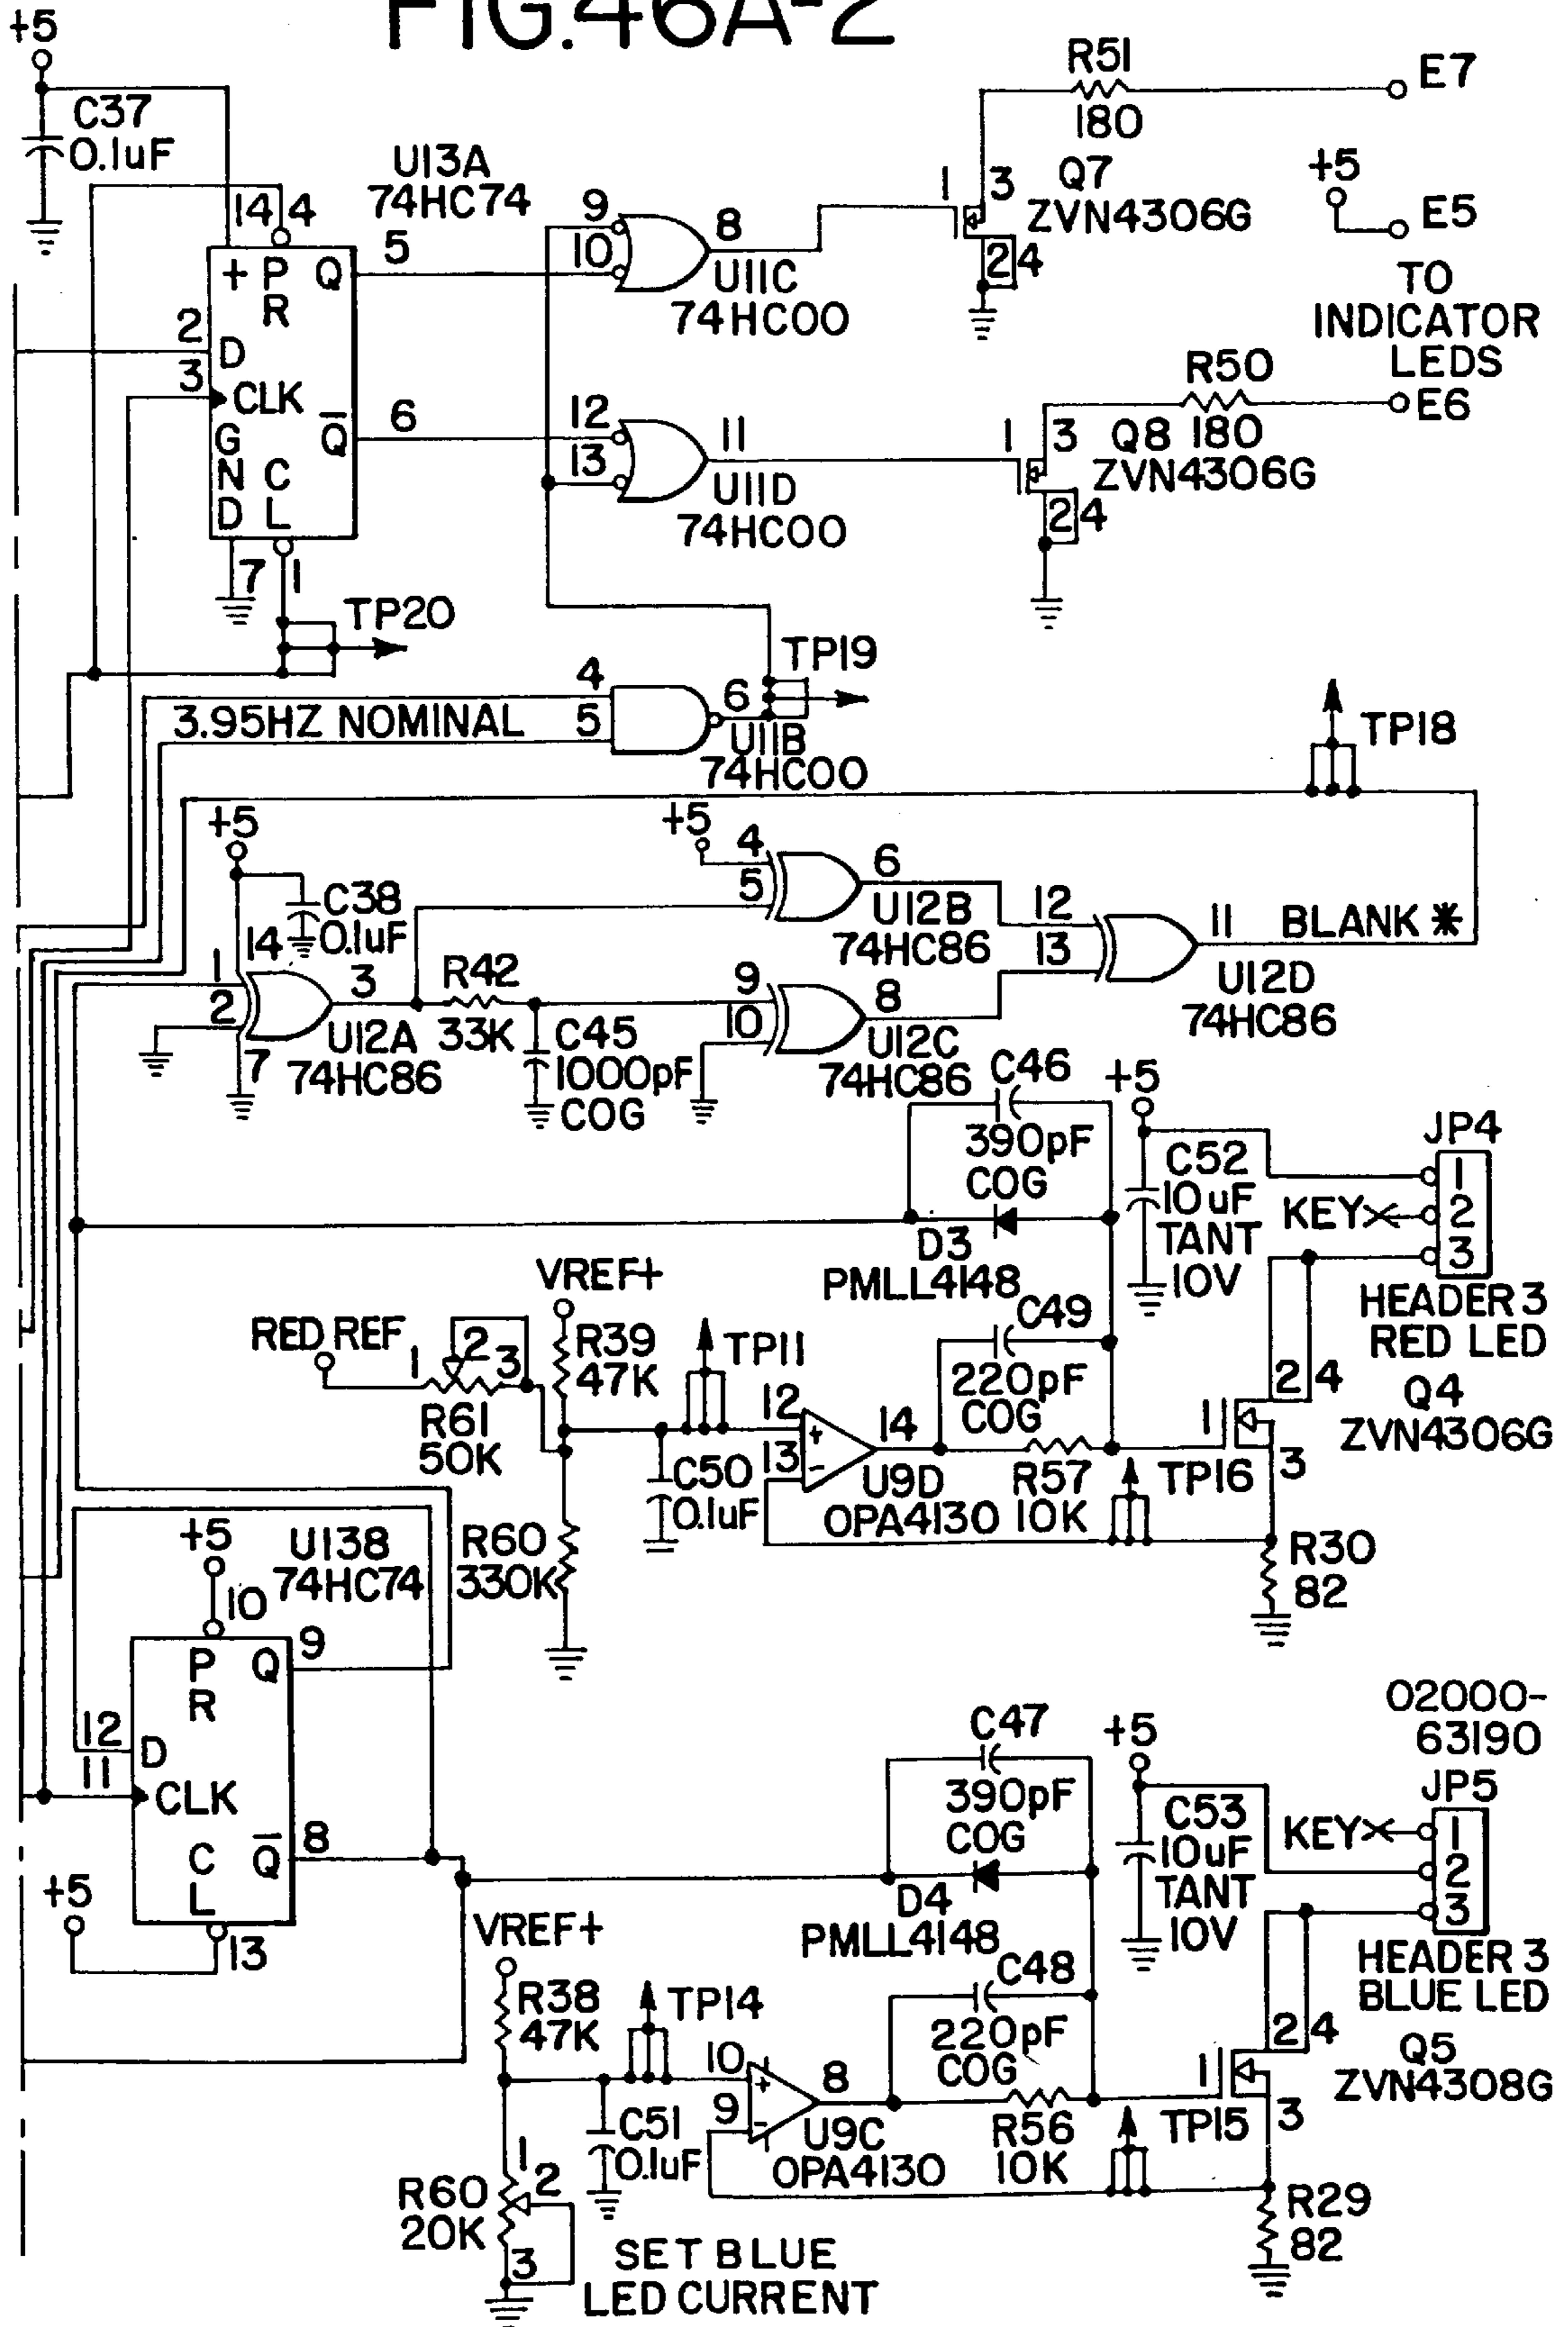 FIG.46A-2
+5
C37
0.1uF
U13A
74HC74
14
4
+
P
R
Q
5
2
D
3
CLK
G
N
D
C
L
Q
6
7
1
TP20
9
10
8
U11C
74HC00
12
13
11
U11D
74HC00
R51
180
E7
1
3
Q7
ZVN4306G
2
4
+5
E5
TO
INDICATOR
LEDS
R50
180
E6
1
3
Q8
ZVN4306G
2
4
TP19
4
5
6
3.95HZ NOMINAL
U11B
74HC00
TP18
+5
C38
0.1uF
14
1
2
3
7
U12A
74HC86
R42
33K
C45
1000pF
COG
+5
4
5
6
U12B
74HC86
9
10
8
U12C
74HC86
12
13
11
BLANK *
U12D
74HC86
C46
390pF
COG
D3
PMLL4148
+5
C52
10uF
TANT
10V
JP4
1
KEY
2
3
HEADER 3
RED LED
VREF+
RED REF
1
2
3
R61
50K
R39
47K
TP11
C49
220pF
COG
12
13
14
U9D
OPA4130
R57
10K
C50
0.1uF
R60
330K
TP16
1
2
4
3
Q4
ZVN4306G
R30
82
+5
U138
74HC74
10
P
R
Q
9
12
D
11
CLK
C
L
Q
8
+5
13
02000-
63190
C47
390pF
COG
D4
PMLL4148
+5
C53
10uF
TANT
10V
JP5
KEY
1
2
3
HEADER 3
BLUE LED
VREF+
R38
47K
TP14
C48
220pF
COG
10
9
8
U9C
OPA4130
R56
10K
C51
0.1uF
TP15
1
2
4
3
Q5
ZVN4308G
R29
82
1
2
R60
20K
3
SET BLUE
LED CURRENT